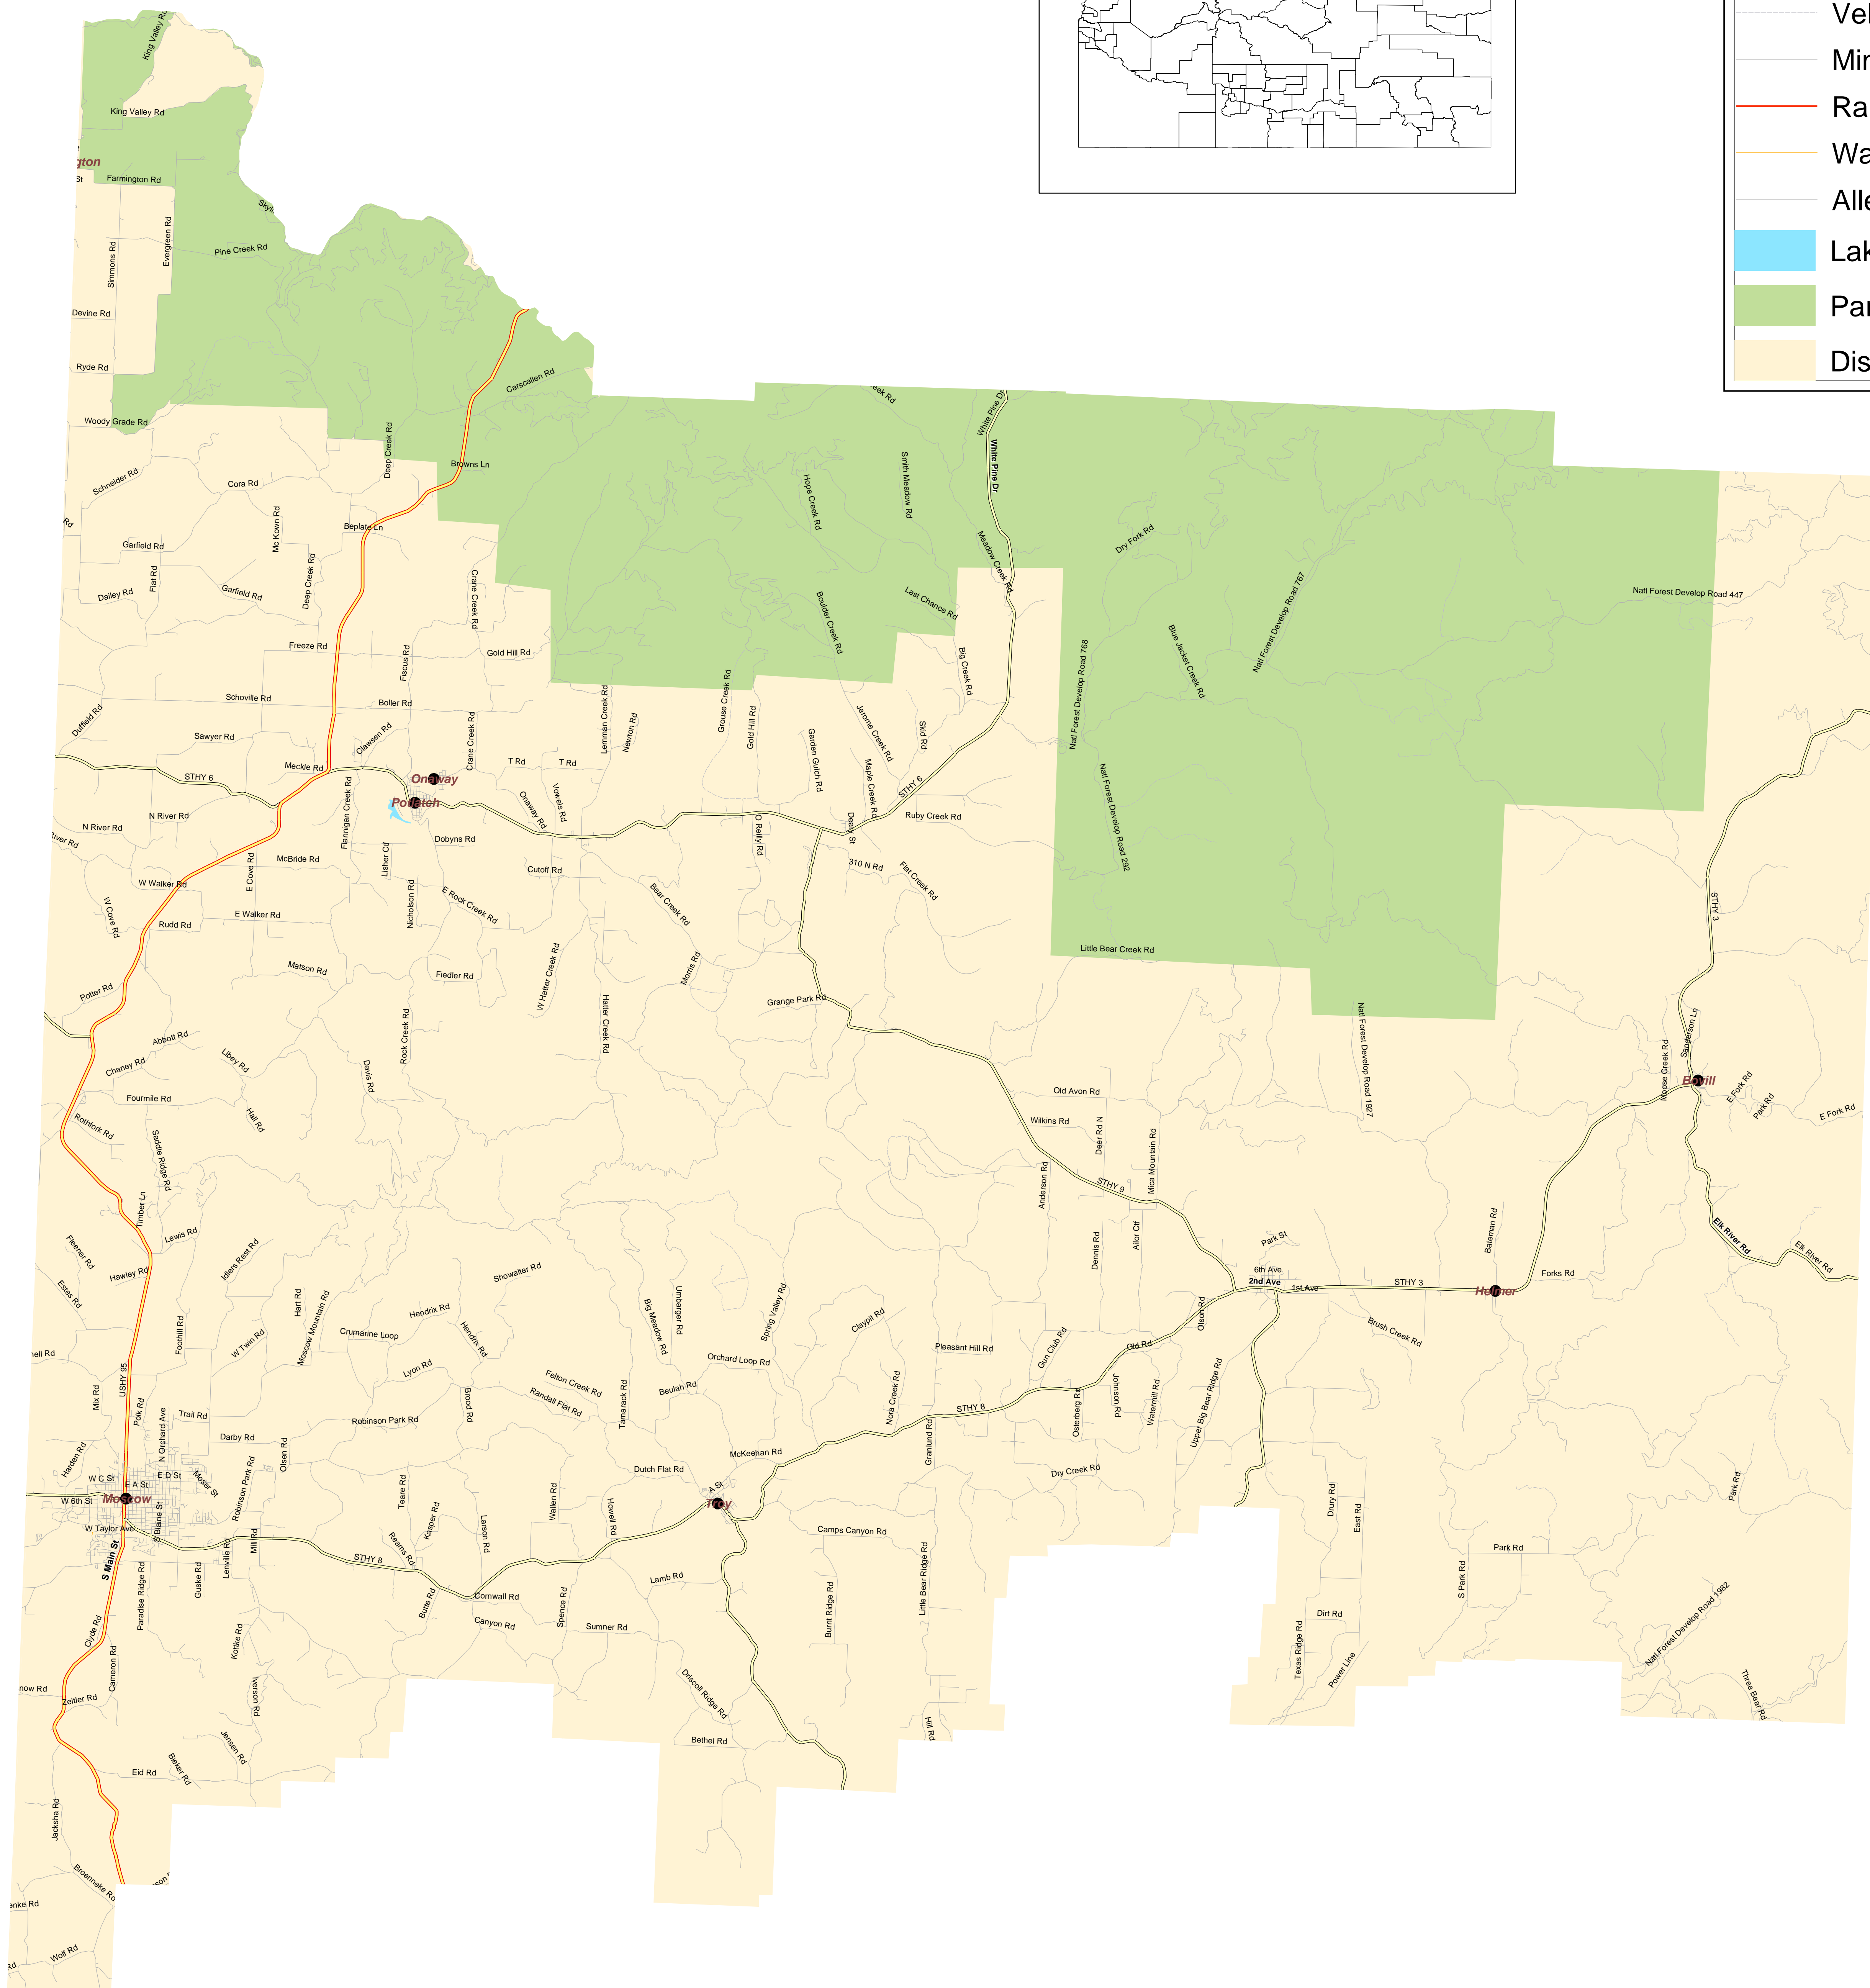 Vel
Min
Ra
Wa
Alle
Lak
Par
Dis
King Valley Rd
King Valley Rd
gton
St
Farmington Rd
Skyli
Evergreen Rd
Simmons Rd
Pine Creek Rd
Devine Rd
Ryde Rd
Carscallen Rd
eek Rd
White Pine Dr
White Pine Dr
Woody Grade Rd
Deep Creek Rd
Browns Ln
Schneider Rd
Cora Rd
Hope Creek Rd
Smith Meadow Rd
Rd
Mc Kown Rd
Beplate Ln
Garfield Rd
Dry Fork Rd
Meadow Creek Rd
Flat Rd
Deep Creek Rd
Crane Creek Rd
Dailey Rd
Garfield Rd
Boulder Creek Rd
Last Chance Rd
Natl Forest Develop Road 767
Natl Forest Develop Road 447
Freeze Rd
Fiscus Rd
Gold Hill Rd
Big Creek Rd
Natl Forest Develop Road 768
Blue Jacket Creek Rd
Schoville Rd
Boller Rd
Lemman Creek Rd
Newton Rd
Grouse Creek Rd
Gold Hill Rd
Duffield Rd
Sawyer Rd
Clawsen Rd
Crane Creek Rd
Garden Gulch Rd
Jerome Creek Rd
Skid Rd
Meckle Rd
T Rd
T Rd
STHY 6
Onaway
Potlatch
Flannigan Creek Rd
Onaway Rd
Vowels Rd
Maple Creek Rd
STHY 6
Natl Forest Develop Road 292
N River Rd
N River Rd
River Rd
Dobyns Rd
O Reilly Rd
Dealy St
Ruby Creek Rd
McBride Rd
Lisher Ctf
E Cove Rd
Cutoff Rd
310 N Rd
Flat Creek Rd
W Walker Rd
W Cove Rd
Rudd Rd
E Walker Rd
Nicholson Rd
E Rock Creek Rd
Bear Creek Rd
STHY 3
Little Bear Creek Rd
Matson Rd
Fiedler Rd
W Hatter Creek Rd
Morris Rd
Potter Rd
Grange Park Rd
Hatter Creek Rd
Rock Creek Rd
Natl Forest Develop Road 1927
Sanderson Ln
Moose Creek Rd
Abbott Rd
Chaney Rd
Libey Rd
Davis Rd
Bovill
E Fork Rd
Park Rd
E Fork Rd
Fourmile Rd
Hall Rd
Old Avon Rd
Wilkins Rd
Deer Rd N
Mica Mountain Rd
Rothfork Rd
Saddle Ridge Rd
Anderson Rd
STHY 9
Timber Ln
Lewis Rd
Fleener Rd
Hawley Rd
Idlers Rest Rd
Estes Rd
Showalter Rd
Dennis Rd
Ailor Ctf
Park St
Bateman Rd
Elk River Rd
Elk River Rd
6th Ave
2nd Ave
1st Ave
STHY 3
Helmer
Forks Rd
Hart Rd
Moscow Mountain Rd
Hendrix Rd
Hendrix Rd
Big Meadow Rd
Umbarger Rd
Spring Valley Rd
Claypit Rd
Olson Rd
Brush Creek Rd
Foothill Rd
W Twin Rd
Crumarine Loop
Pleasant Hill Rd
Gun Club Rd
Old Rd
nell Rd
USHY 95
Lyon Rd
Orchard Loop Rd
Felton Creek Rd
Randall Flat Rd
Beulah Rd
Tamarack Rd
Brood Rd
Nora Creek Rd
Mix Rd
Polk Rd
Trail Rd
N Orchard Ave
Robinson Park Rd
STHY 8
Osterberg Rd
Johnson Rd
Watermill Rd
Upper Big Bear Ridge Rd
Darby Rd
Olsen Rd
McKeehan Rd
Granlund Rd
Harden Rd
Dutch Flat Rd
Dry Creek Rd
W C St
E D St
E A St
Moser St
Robinson Park Rd
Teare Rd
Kasper Rd
Wallen Rd
Howell Rd
A St
Troy
Park Rd
W 6th St
Moscow
S Blaine St
Larson Rd
Drury Rd
East Rd
W Taylor Ave
Camps Canyon Rd
S Main St
Mill Rd
Lenville Rd
STHY 8
Reams Rd
Park Rd
Paradise Ridge Rd
Guske Rd
Butte Rd
Cornwall Rd
Lamb Rd
Little Bear Ridge Rd
S Park Rd
Spence Rd
Burnt Ridge Rd
Canyon Rd
Sumner Rd
Clyde Rd
Kottke Rd
Dirt Rd
Texas Ridge Rd
Power Line
Natl Forest Develop Road 1982
Cameron Rd
Iverson Rd
Driscoll Ridge Rd
Three Bear Rd
now Rd
Zeitler Rd
Jensen Rd
Hill Rd
Bethel Rd
Eid Rd
Bieker Rd
Jacksha Rd
Broenneke Rd
son R
enke Rd
Wolf Rd
Rd